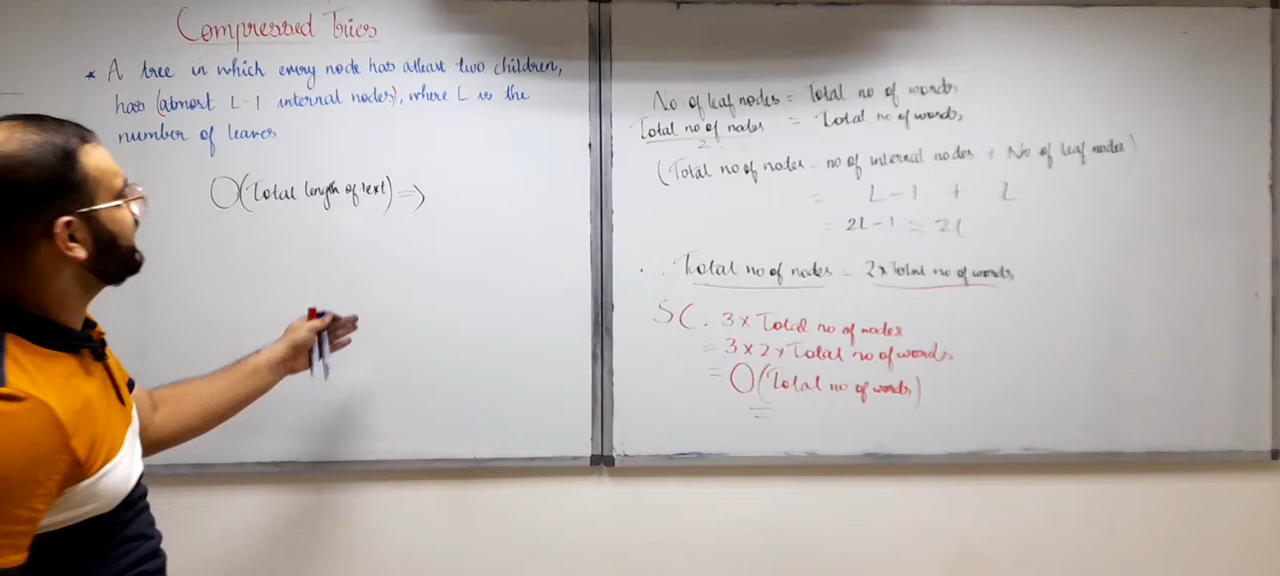 Compressed Tries
* A tree in which every node has atleast two children,
has (atmost L-1 internal nodes), where L is the
number of leaves
O(Total length of text) =>
No of leaf nodes = Total no of words
Total no of nodes / 2 = Total no of words
(Total no of nodes = no of internal nodes + No of leaf nodes)
= L-1 + L
= 2L-1 = 2L
∴ Total no of nodes = 2 x Total no of words
SC: 3 x Total no of nodes
= 3 x 2 x Total no of words
= O(Total no of words)